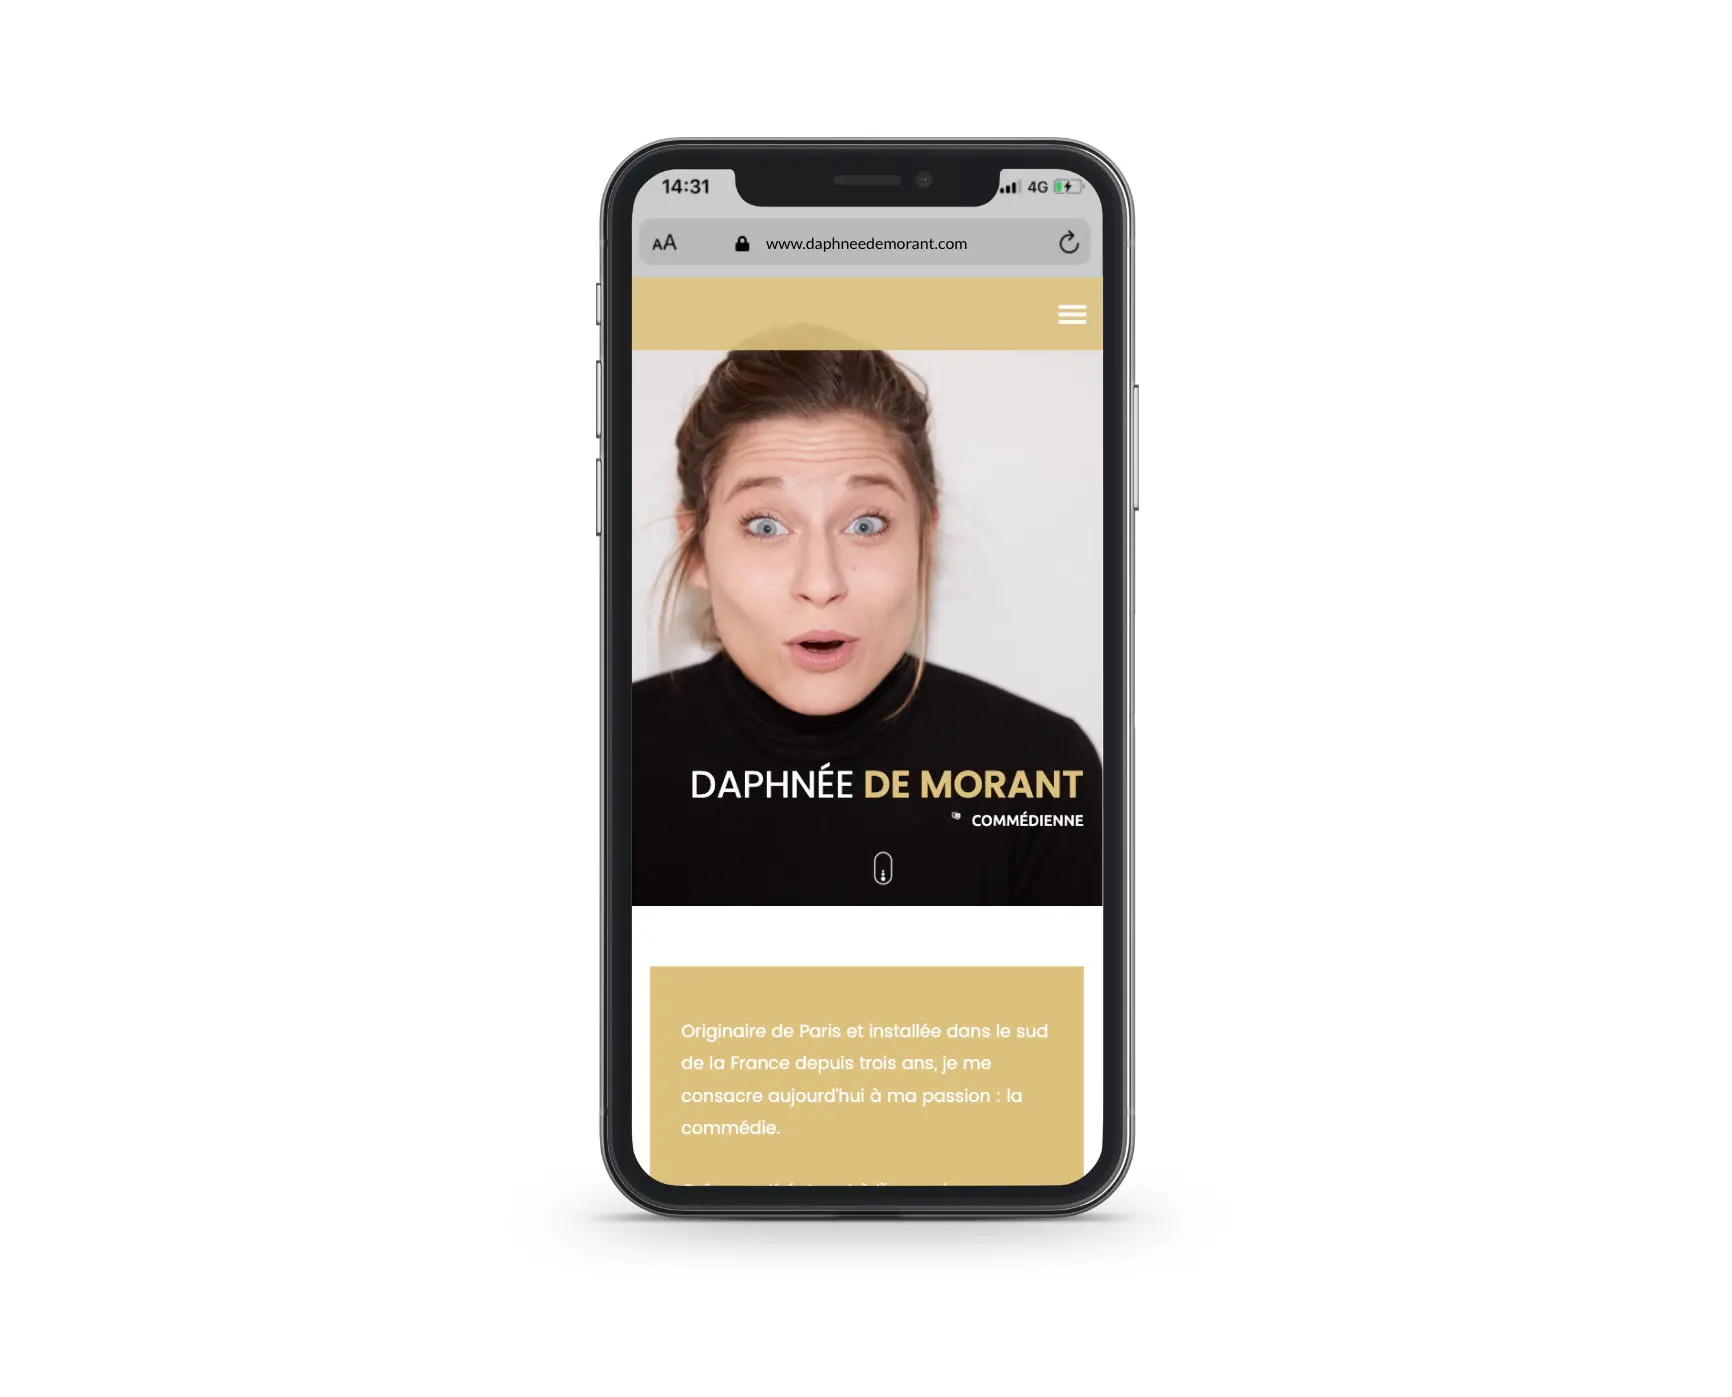 14:31 4G
AA www.daphneedemorant.com
DAPHNÉE DE MORANT
COMMÉDIENNE
Originaire de Paris et installée dans le sud
de la France depuis trois ans, je me
consacre aujourd'hui à ma passion : la
commédie.